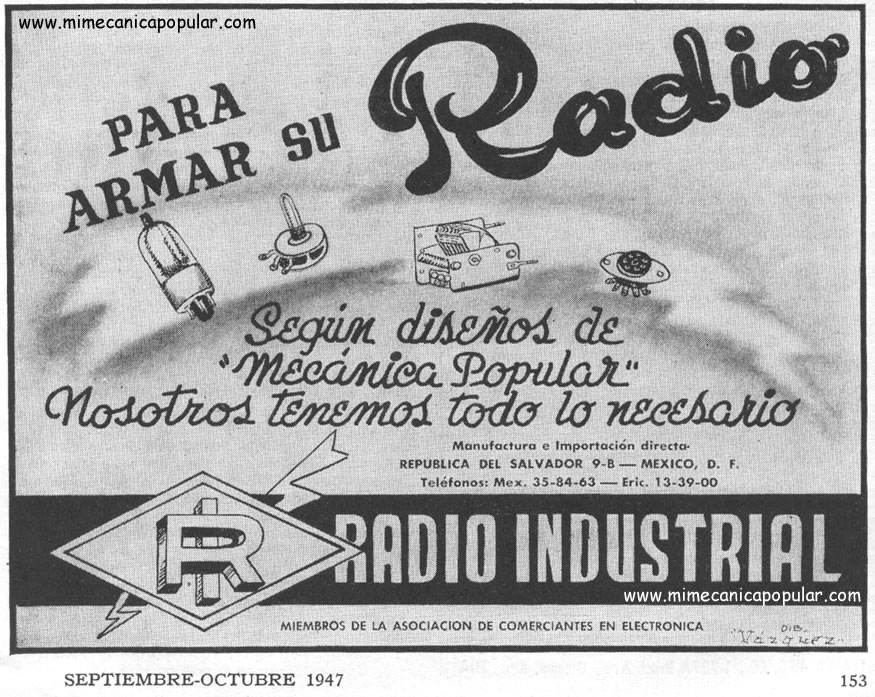 www.mimecanicapopular.com
PARA
ARMAR SU Radio
Según diseños de
"Mecánica Popular"
Nosotros tenemos todo lo necesario
Manufactura e Importación directa-
REPUBLICA DEL SALVADOR 9-B — MEXICO, D. F.
Teléfonos: Mex. 35-84-63 — Eric. 13-39-00
RI
RADIO INDUSTRIAL
www.mimecanicapopular.com
MIEMBROS DE LA ASOCIACION DE COMERCIANTES EN ELECTRONICA
DIB.
"Vázquez"
SEPTIEMBRE-OCTUBRE 1947 153